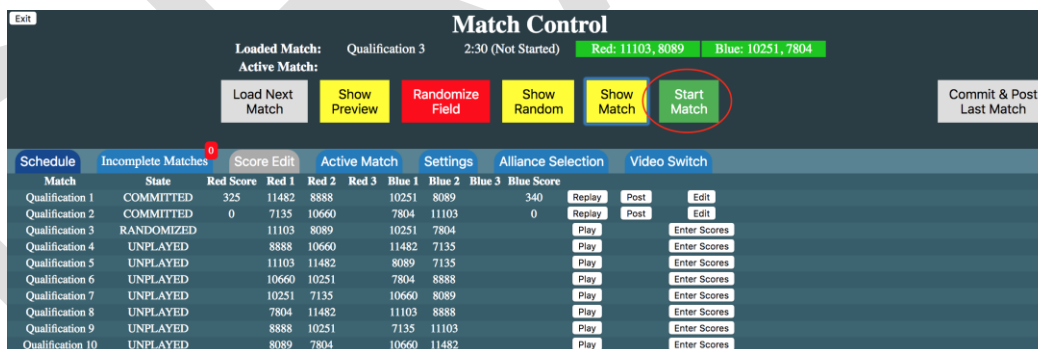 Exit
Match Control
Loaded Match: Qualification 3 2:30 (Not Started) Red: 11103, 8089 Blue: 10251, 7804
Active Match:
Load Next Match
Show Preview
Randomize Field
Show Random
Show Match
Start Match
Commit & Post Last Match
Schedule Incomplete Matches 0 Score Edit Active Match Settings Alliance Selection Video Switch
Match State Red Score Red 1 Red 2 Red 3 Blue 1 Blue 2 Blue 3 Blue Score
Qualification 1 COMMITTED 325 11482 8888 10251 8089 340 Replay Post Edit
Qualification 2 COMMITTED 0 7135 10660 7804 11103 0 Replay Post Edit
Qualification 3 RANDOMIZED 11103 8089 10251 7804 Play Enter Scores
Qualification 4 UNPLAYED 8888 10660 11482 7135 Play Enter Scores
Qualification 5 UNPLAYED 11103 11482 8089 7135 Play Enter Scores
Qualification 6 UNPLAYED 10660 10251 7804 8888 Play Enter Scores
Qualification 7 UNPLAYED 10251 7135 10660 8089 Play Enter Scores
Qualification 8 UNPLAYED 7804 11482 11103 8888 Play Enter Scores
Qualification 9 UNPLAYED 8888 10251 7135 11103 Play Enter Scores
Qualification 10 UNPLAYED 8089 7804 10660 11482 Play Enter Scores